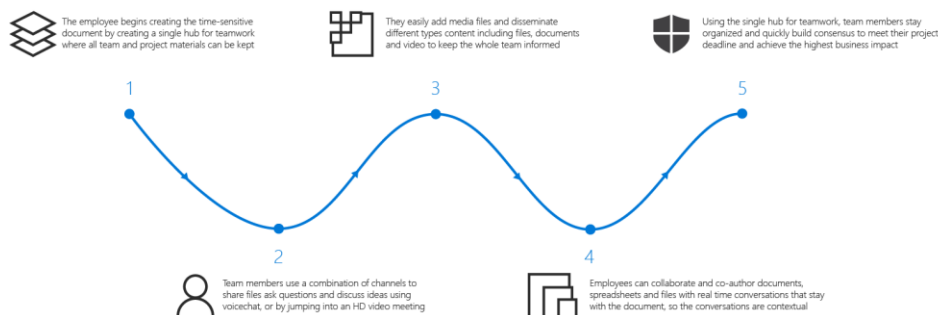 The employee begins creating the time-sensitive
document by creating a single hub for teamwork
where all team and project materials can be kept
They easily add media files and disseminate
different types content including files, documents
and video to keep the whole team informed
Using the single hub for teamwork, team members stay
organized and quickly build consensus to meet their project
deadline and achieve the highest business impact
1
3
5
2
4
Team members use a combination of channels to
share files ask questions and discuss ideas using
voicechat, or by jumping into an HD video meeting
Employees can collaborate and co-author documents,
spreadsheets and files with real time conversations that stay
with the document, so the conversations are contextual